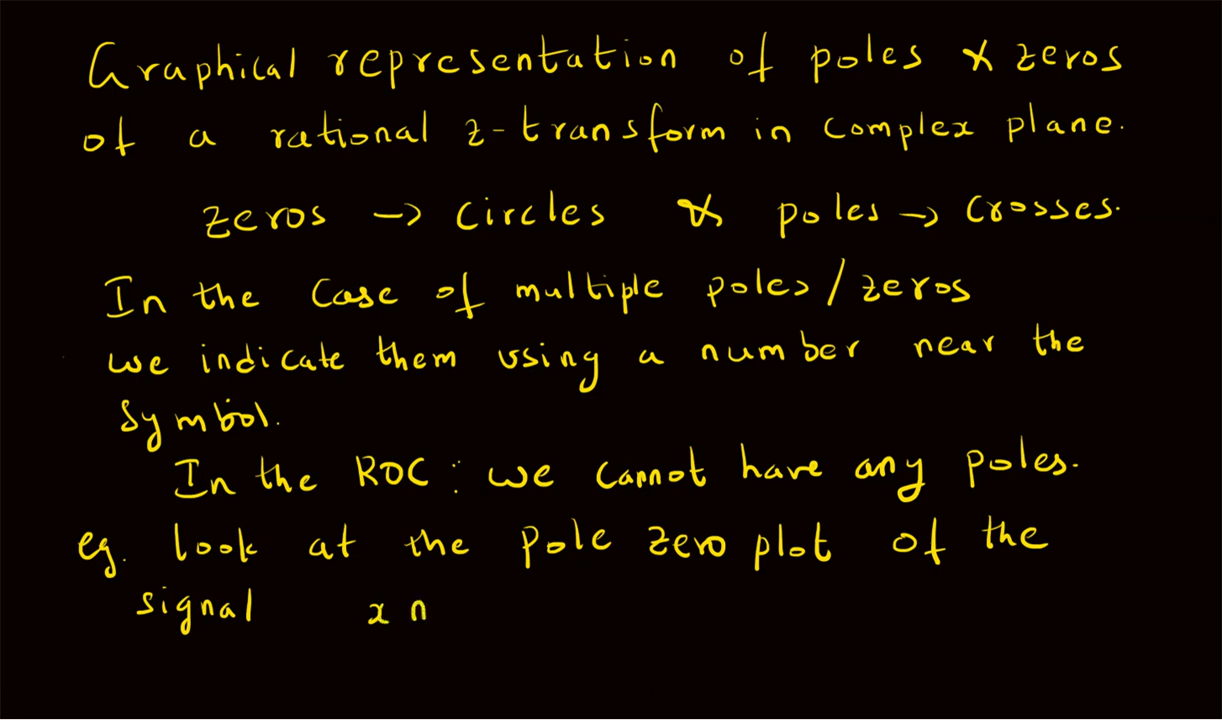 Graphical representation of poles & zeros
of a rational z-transform in complex plane.
zeros → circles & poles → crosses.
In the case of multiple poles/zeros
we indicate them using a number near the
symbol.
In the ROC: we cannot have any poles.
eg. look at the pole zero plot of the
signal x n